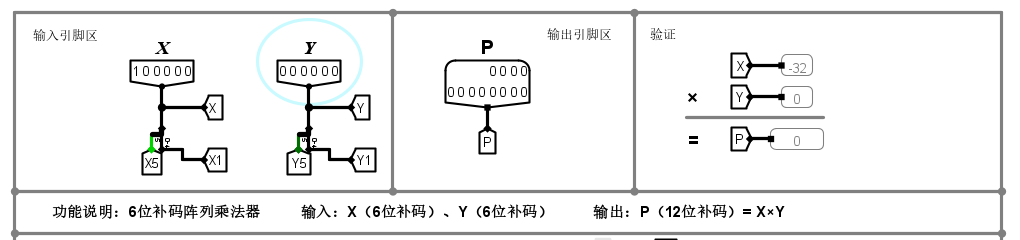 输入引脚区
X
Y
100000
000000
X
Y
X5
X1
Y5
Y1
输出引脚区
P
0000
00000000
P
验证
X -32
× Y 0
= P 0
功能说明：6位补码阵列乘法器 输入：X（6位补码）、Y（6位补码） 输出：P（12位补码）= X×Y